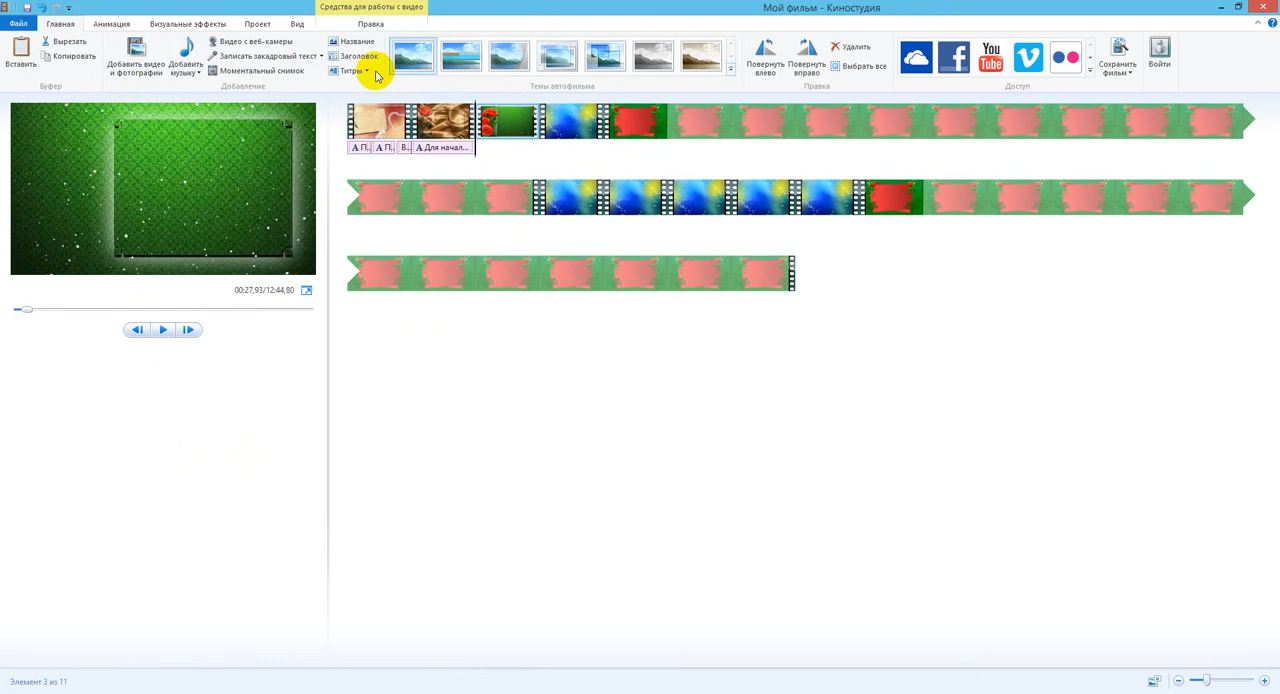 Средства для работы с видео
Мой фильм - Киностудия
Файл
Главная
Анимация
Визуальные эффекты
Проект
Вид
Правка
Вставить
Вырезать
Копировать
Буфер
Добавить видео и фотографии
Добавить музыку
Видео с веб-камеры
Записать закадровый текст
Моментальный снимок
Добавление
Название
Заголовок
Титры
Темы автофильма
Повернуть влево
Повернуть вправо
Удалить
Выбрать все
Правка
You Tube
Доступ
Сохранить фильм
Войти
A П..
A П..
В..
A Для начал...
00:27,93/12:44,80
Элемент 3 из 11